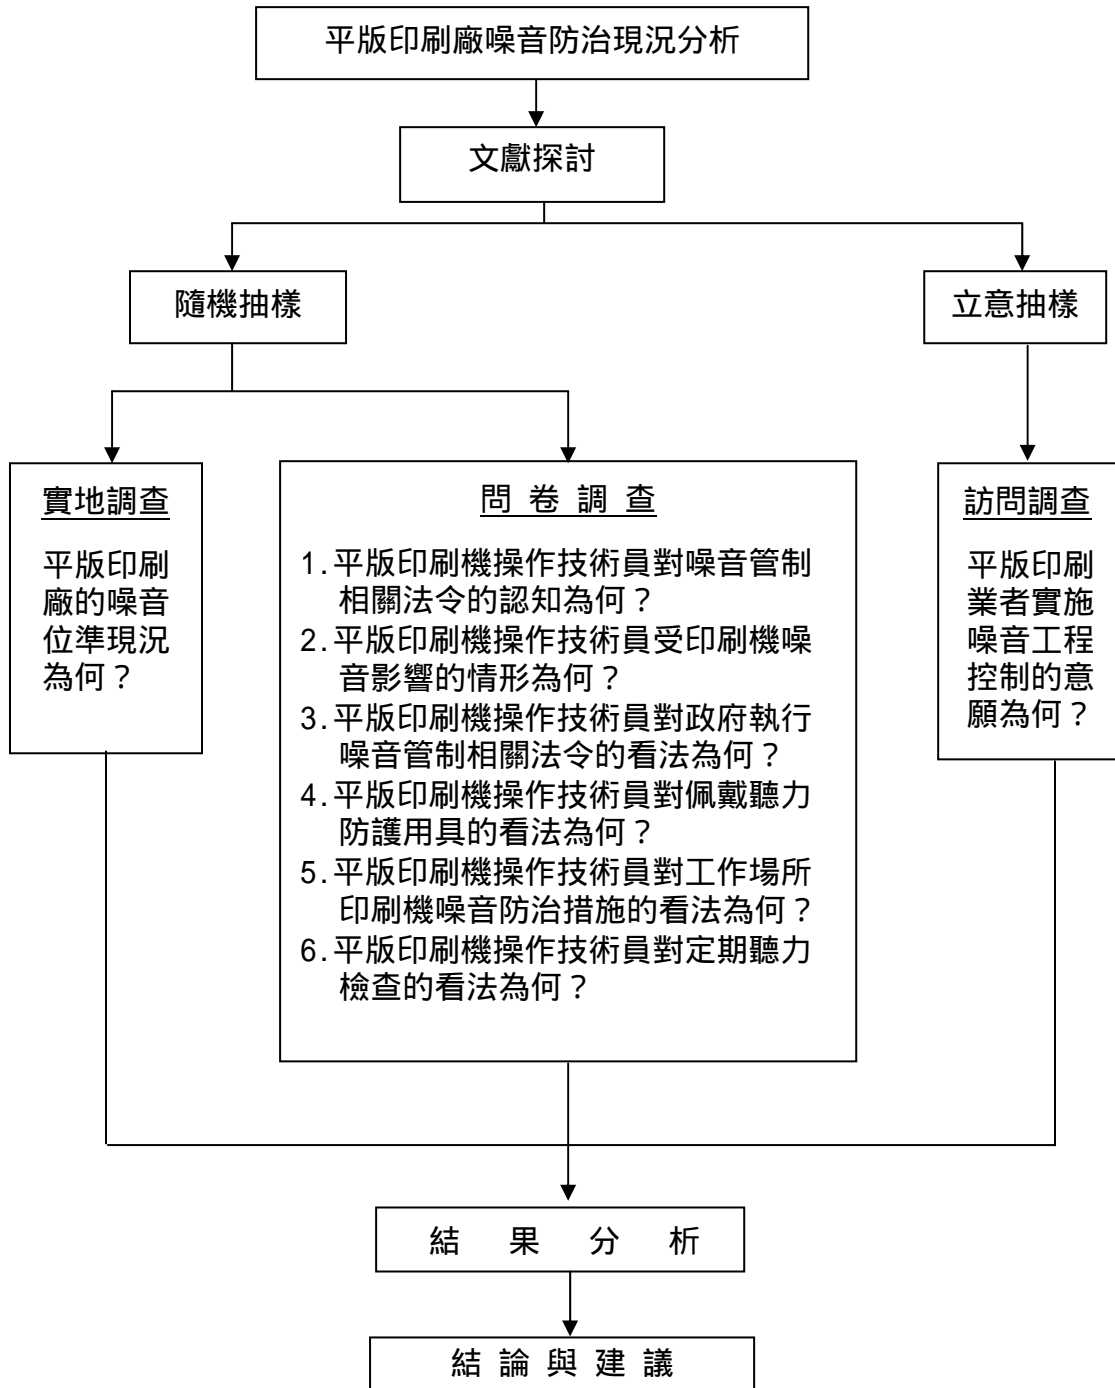 平版印刷廠噪音防治現況分析
文獻探討
隨機抽樣
立意抽樣
實地調查
平版印刷
廠的噪音
位準現況
為何？
問 卷 調 查
1.平版印刷機操作技術員對噪音管制
相關法令的認知為何？
2.平版印刷機操作技術員受印刷機噪
音影響的情形為何？
3.平版印刷機操作技術員對政府執行
噪音管制相關法令的看法為何？
4.平版印刷機操作技術員對佩戴聽力
防護用具的看法為何？
5.平版印刷機操作技術員對工作場所
印刷機噪音防治措施的看法為何？
6.平版印刷機操作技術員對定期聽力
檢查的看法為何？
訪問調查
平版印刷
業者實施
噪音工程
控制的意
願為何？
結 果 分 析
結 論 與 建 議